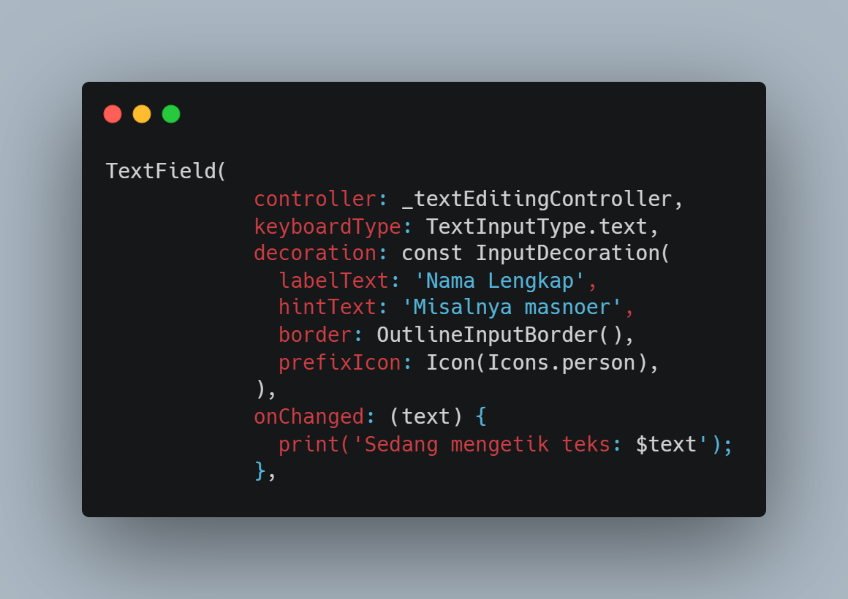 TextField(
controller: _textEditingController,
keyboardType: TextInputType.text,
decoration: const InputDecoration(
labelText: 'Nama Lengkap',
hintText: 'Misalnya masnoer',
border: OutlineInputBorder(),
prefixIcon: Icon(Icons.person),
),
onChanged: (text) {
print('Sedang mengetik teks: $text');
},